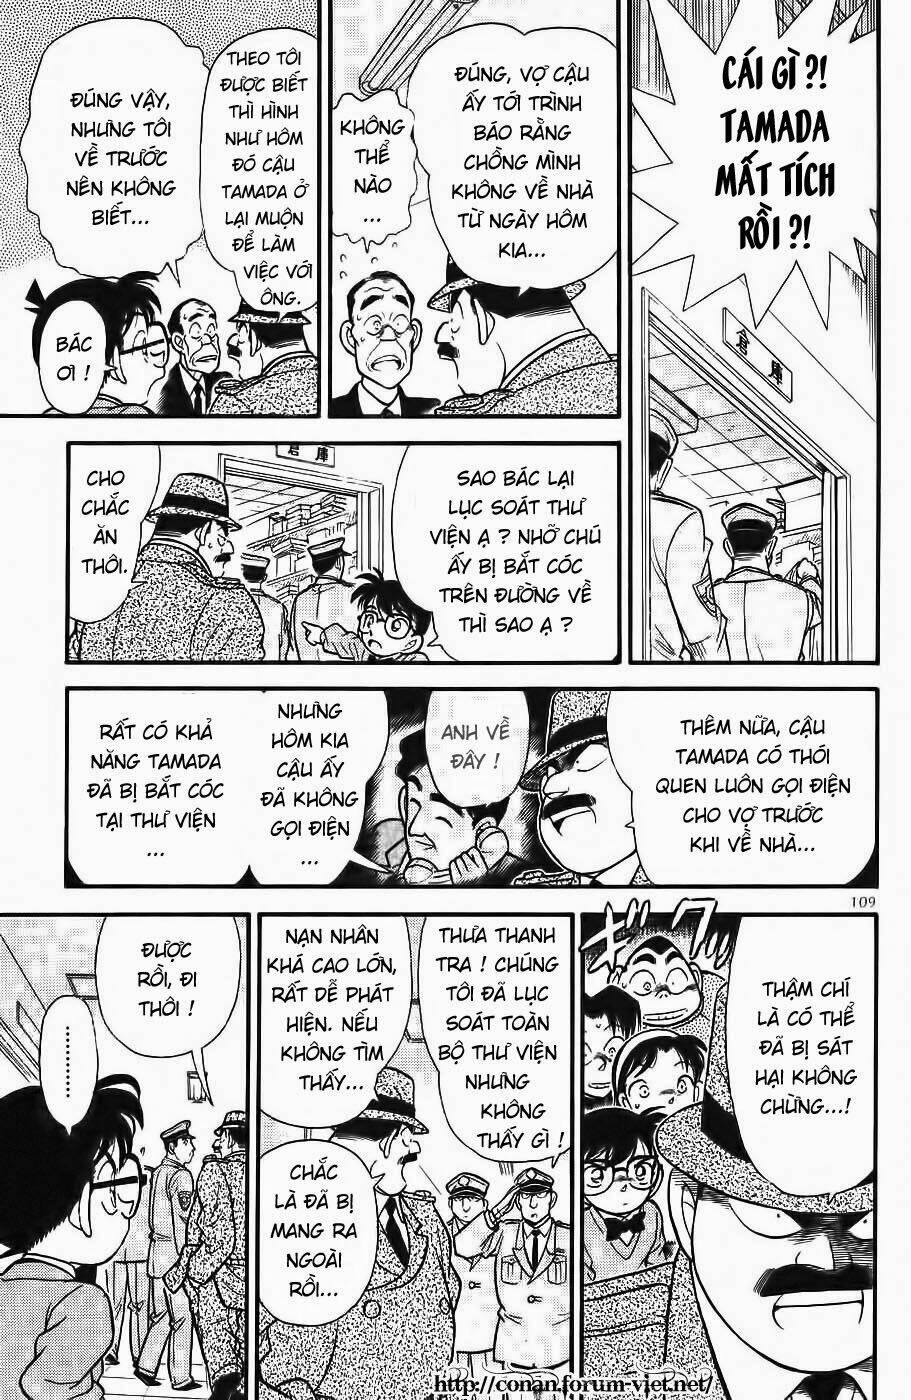 CÁI GÌ ?!
TAMADA
MẤT TÍCH
RỒI ?!
倉庫
ĐÚNG, VỢ CẬU
ẤY TỚI TRÌNH
BÁO RẰNG
CHỒNG MÌNH
KHÔNG VỀ NHÀ
TỪ NGÀY HÔM
KIA...
KHÔNG
THỂ
NÀO
...
THEO TÔI
ĐƯỢC BIẾT
THÌ HÌNH
NHƯ HÔM
ĐÓ CẬU
TAMADA Ở
LẠI MUỘN
ĐỂ LÀM
VIỆC VỚI
ÔNG.
ĐÚNG VẬY,
NHƯNG TÔI
VỀ TRƯỚC
NÊN KHÔNG
BIẾT...
BÁC
ƠI !
倉庫
SAO BÁC LẠI
LỤC SOÁT THƯ
VIỆN Ạ ? NHỠ CHÚ
ẤY BỊ BẮT CÓC
TRÊN ĐƯỜNG VỀ
THÌ SAO Ạ ?
CHO
CHẮC
ĂN
THÔI.
THÊM NỮA, CẬU
TAMADA CÓ THÓI
QUEN LUÔN GỌI ĐIỆN
CHO VỢ TRƯỚC
KHI VỀ NHÀ...
ANH VỀ
ĐÂY !
NHƯNG
HÔM KIA
CẬU ẤY
ĐÃ KHÔNG
GỌI ĐIỆN
...
RẤT CÓ KHẢ
NĂNG TAMADA
ĐÃ BỊ BẮT CÓC
TẠI THƯ VIỆN
...
109
THẬM CHÍ
LÀ CÓ THỂ
ĐÃ BỊ SÁT
HẠI KHÔNG
CHỪNG...!
ギク
THƯA THANH
TRA ! CHÚNG
TÔI ĐÃ LỤC
SOÁT TOÀN
BỘ THƯ VIỆN
NHƯNG
KHÔNG
THẤY GÌ !
NẠN NHÂN
KHÁ CAO LỚN,
RẤT DỄ PHÁT
HIỆN. NẾU
KHÔNG TÌM
THẤY...
CHẮC
LÀ ĐÃ BỊ
MANG RA
NGOÀI
RỒI...
ĐƯỢC
RỒI, ĐI
THÔI !
.........
http://conan.forum-viet.net/